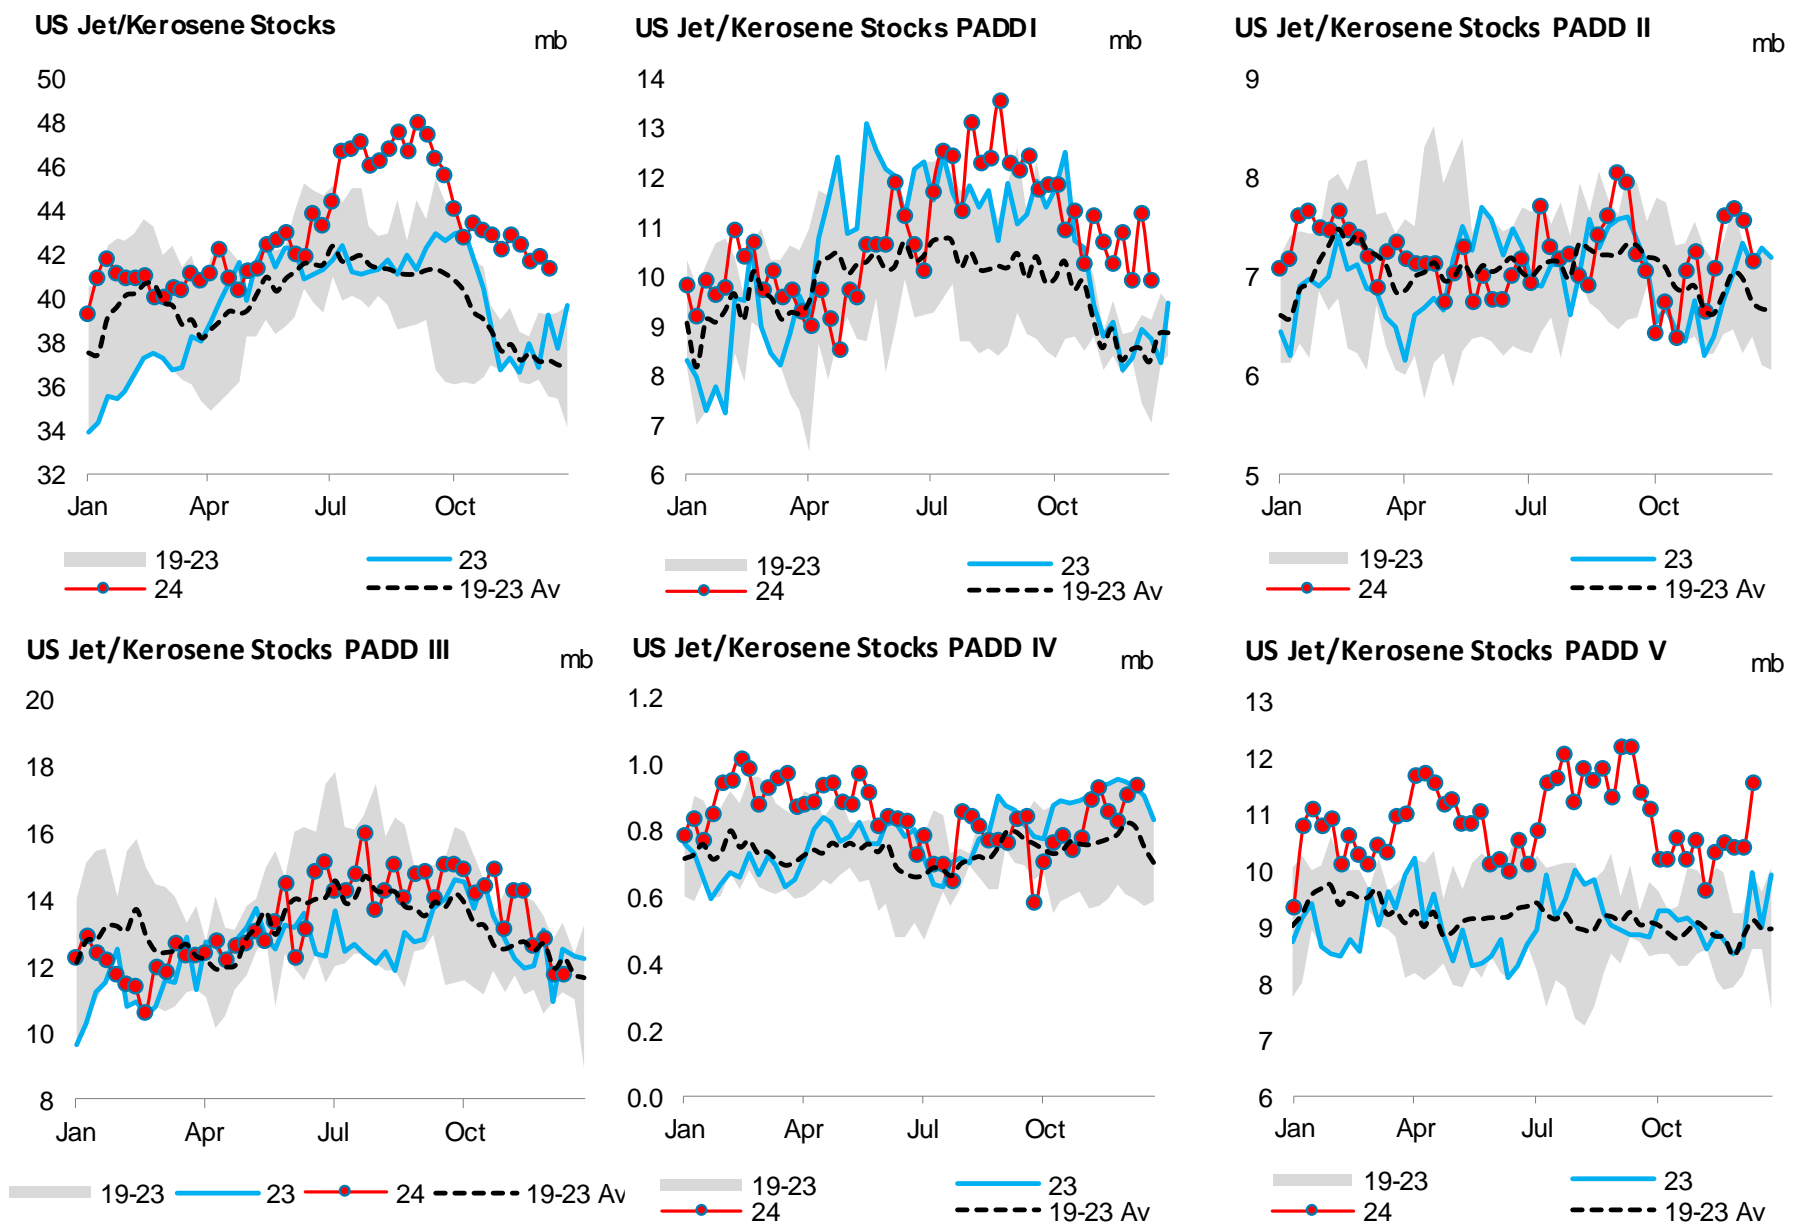 US Jet/Kerosene Stocks
mb
50
48
46
44
42
40
38
36
34
32
Jan Apr Jul Oct
19-23 23
24 19-23 Av
US Jet/Kerosene Stocks PADD I
mb
14
13
12
11
10
9
8
7
6
Jan Apr Jul Oct
19-23 23
24 19-23 Av
US Jet/Kerosene Stocks PADD II
mb
9
8
7
6
5
Jan Apr Jul Oct
19-23 23
24 19-23 Av
US Jet/Kerosene Stocks PADD III
mb
20
18
16
14
12
10
8
Jan Apr Jul Oct
19-23 23 24 19-23 Av
US Jet/Kerosene Stocks PADD IV
mb
1.2
1.0
0.8
0.6
0.4
0.2
0.0
Jan Apr Jul Oct
19-23 23
24 19-23 Av
US Jet/Kerosene Stocks PADD V
mb
13
12
11
10
9
8
7
6
Jan Apr Jul Oct
19-23 23
24 19-23 Av